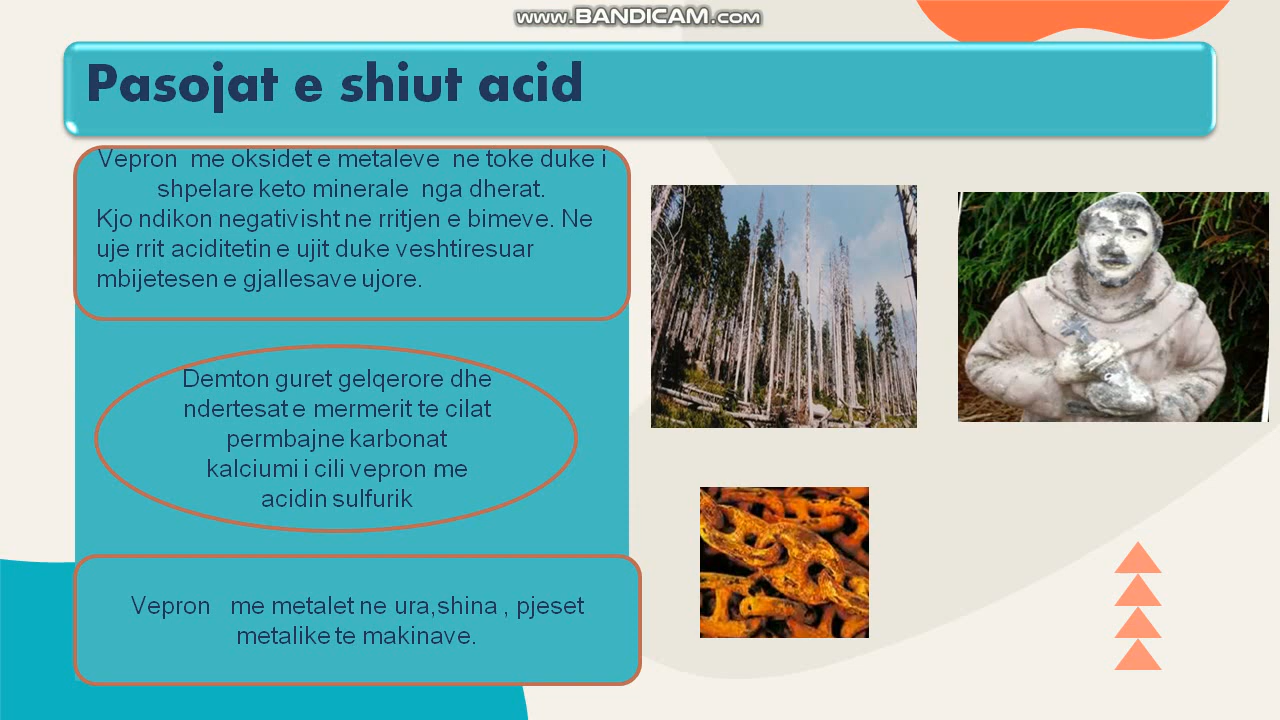 www.BANDICAM.com
Pasojat e shiut acid
Vepron me oksidet e metaleve ne toke duke i
shpelare keto minerale nga dherat.
Kjo ndikon negativisht ne rritjen e bimeve. Ne
uje rrit aciditetin e ujit duke veshtiresuar
mbijetesen e gjallesave ujore.
Demton guret gelqerore dhe
ndertesat e mermerit te cilat
permbajne karbonat
kalciumi i cili vepron me
acidin sulfurik
Vepron me metalet ne ura,shina , pjeset
metalike te makinave.